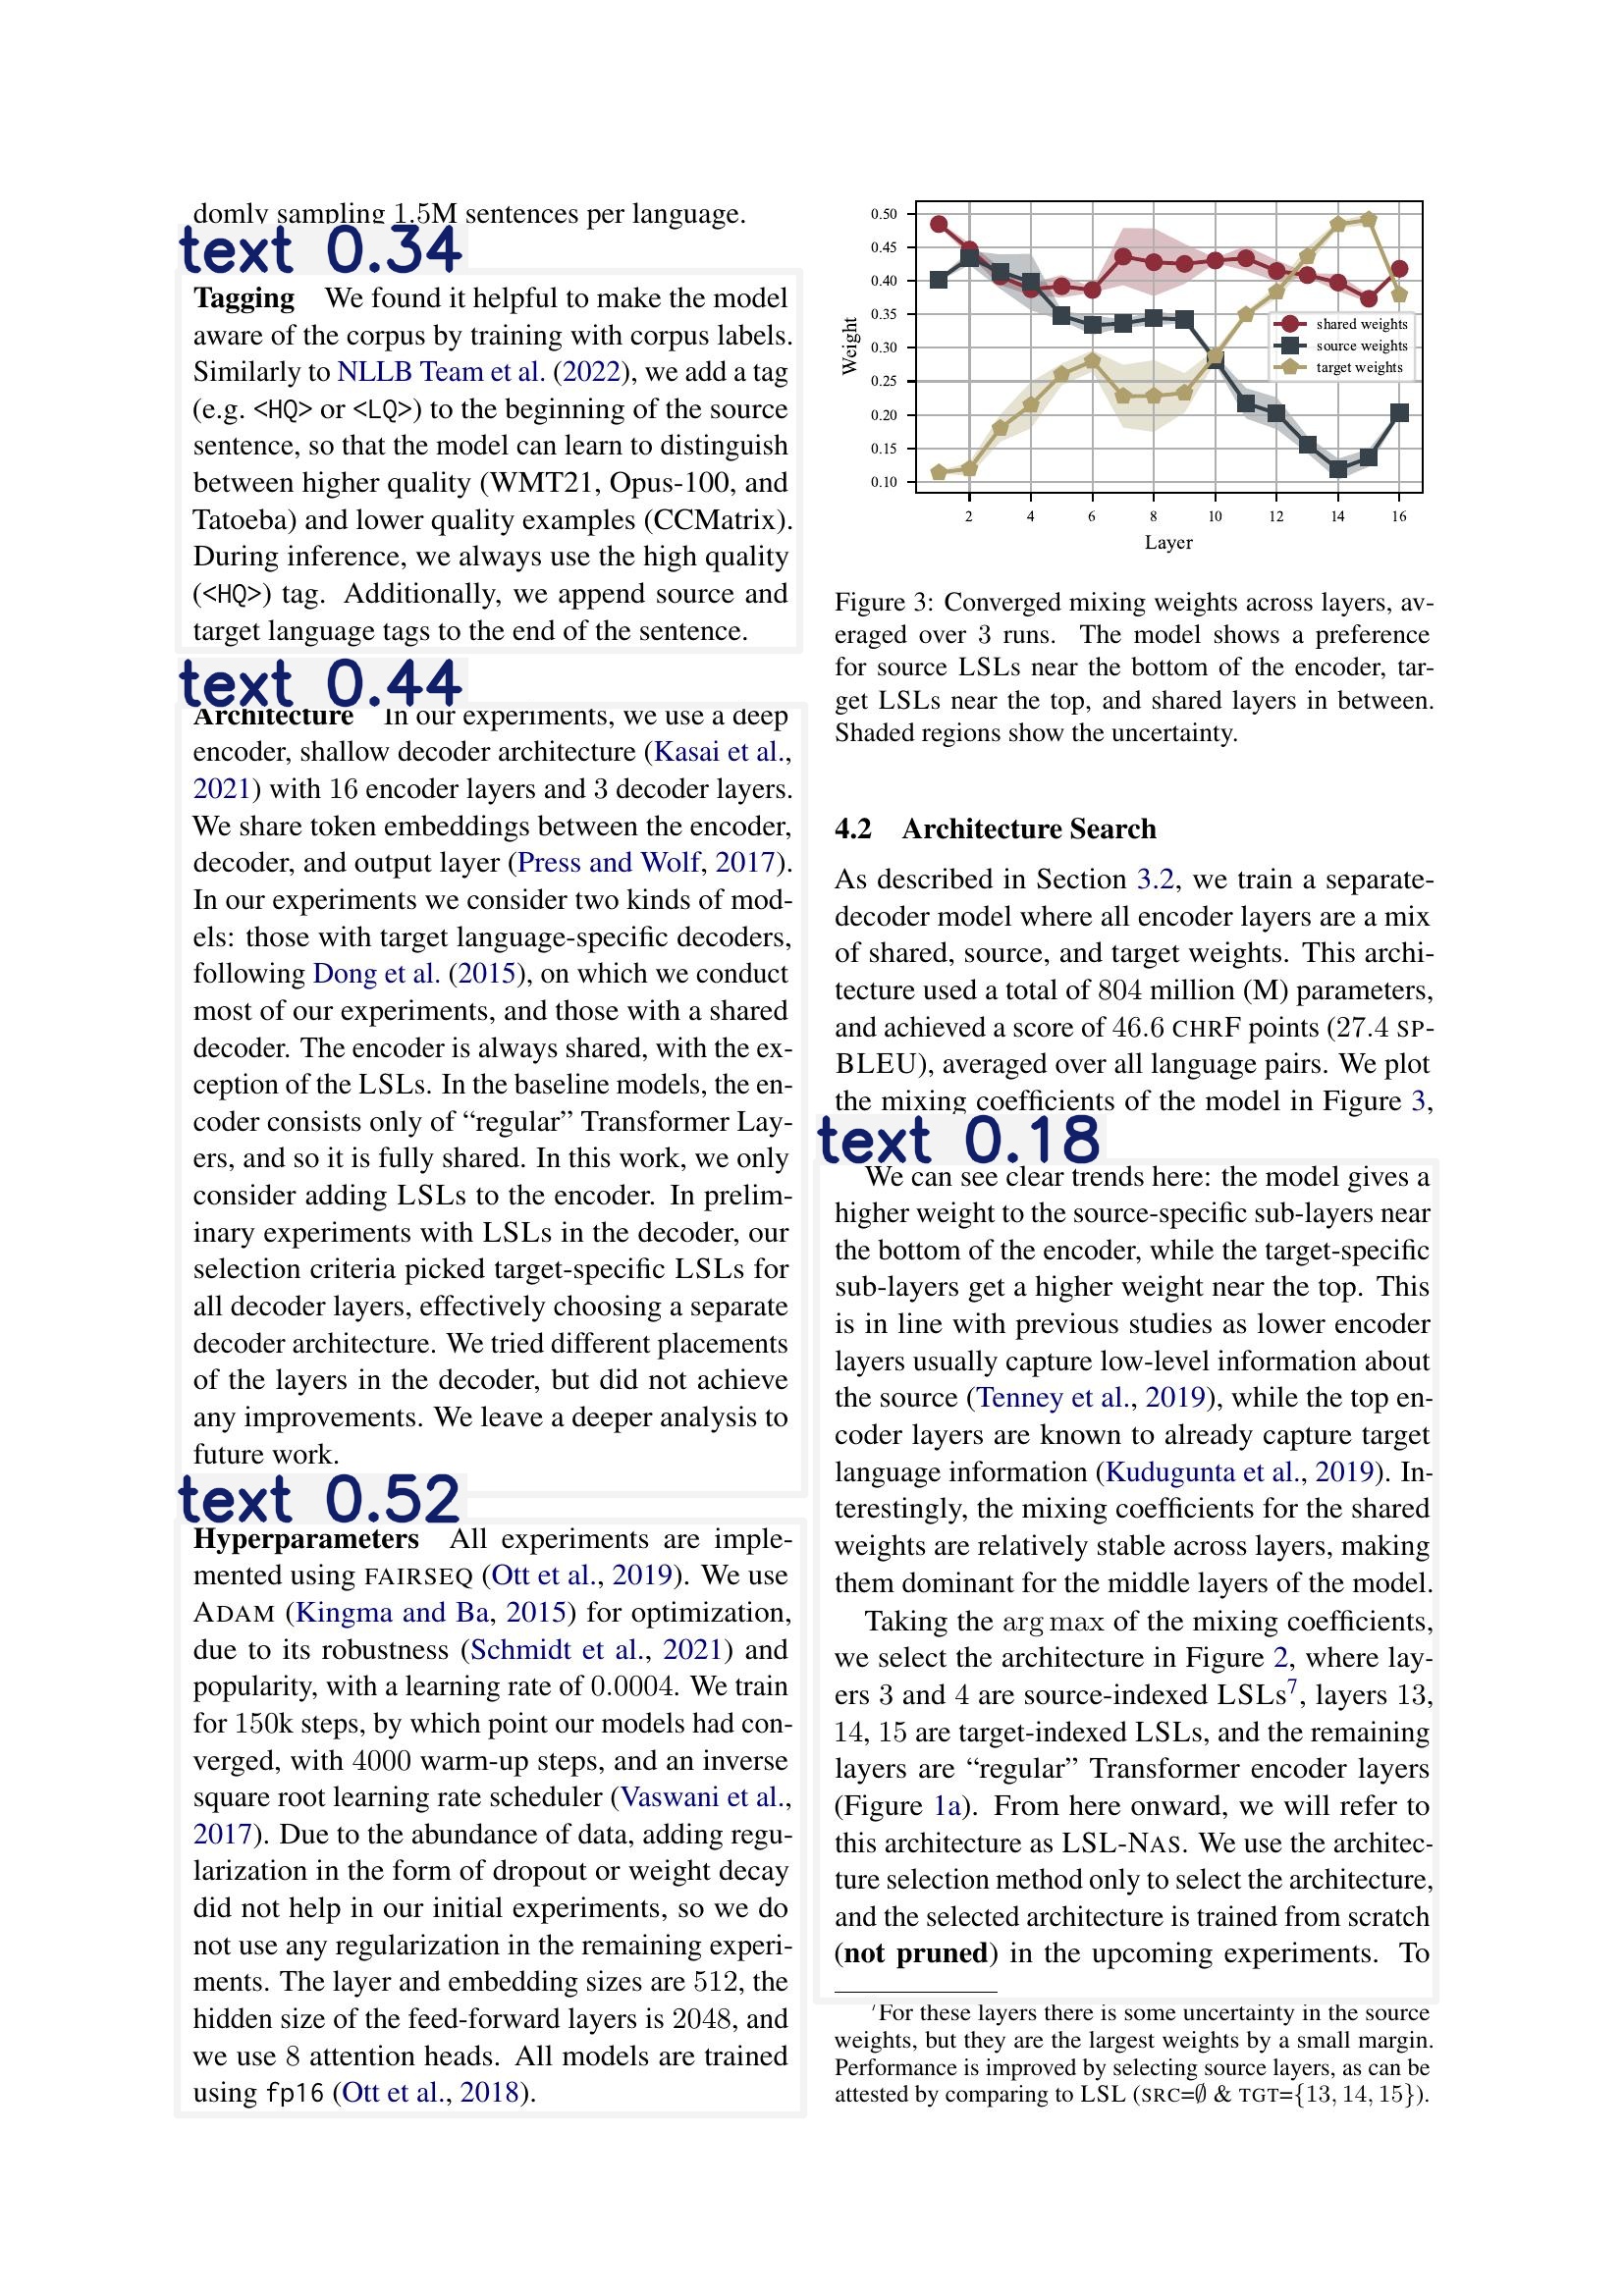 domly sampling 1.5M sentences per language.
text 0.34
Tagging We found it helpful to make the model
aware of the corpus by training with corpus labels.
Similarly to NLLB Team et al. (2022), we add a tag
(e.g. <HQ> or <LQ>) to the beginning of the source
sentence, so that the model can learn to distinguish
between higher quality (WMT21, Opus-100, and
Tatoeba) and lower quality examples (CCMatrix).
During inference, we always use the high quality
(<HQ>) tag. Additionally, we append source and
target language tags to the end of the sentence.
text 0.44
Architecture In our experiments, we use a deep
encoder, shallow decoder architecture (Kasai et al.,
2021) with 16 encoder layers and 3 decoder layers.
We share token embeddings between the encoder,
decoder, and output layer (Press and Wolf, 2017).
In our experiments we consider two kinds of mod-
els: those with target language-specific decoders,
following Dong et al. (2015), on which we conduct
most of our experiments, and those with a shared
decoder. The encoder is always shared, with the ex-
ception of the LSLs. In the baseline models, the en-
coder consists only of “regular” Transformer Lay-
ers, and so it is fully shared. In this work, we only
consider adding LSLs to the encoder. In prelim-
inary experiments with LSLs in the decoder, our
selection criteria picked target-specific LSLs for
all decoder layers, effectively choosing a separate
decoder architecture. We tried different placements
of the layers in the decoder, but did not achieve
any improvements. We leave a deeper analysis to
future work.
text 0.52
Hyperparameters All experiments are imple-
mented using FAIRSEQ (Ott et al., 2019). We use
ADAM (Kingma and Ba, 2015) for optimization,
due to its robustness (Schmidt et al., 2021) and
popularity, with a learning rate of 0.0004. We train
for 150k steps, by which point our models had con-
verged, with 4000 warm-up steps, and an inverse
square root learning rate scheduler (Vaswani et al.,
2017). Due to the abundance of data, adding regu-
larization in the form of dropout or weight decay
did not help in our initial experiments, so we do
not use any regularization in the remaining experi-
ments. The layer and embedding sizes are 512, the
hidden size of the feed-forward layers is 2048, and
we use 8 attention heads. All models are trained
using fp16 (Ott et al., 2018).
0.50
0.45
0.40
0.35
0.30
0.25
0.20
0.15
0.10
Weight
shared weights
source weights
target weights
2 4 6 8 10 12 14 16
Layer
Figure 3: Converged mixing weights across layers, av-
eraged over 3 runs. The model shows a preference
for source LSLs near the bottom of the encoder, tar-
get LSLs near the top, and shared layers in between.
Shaded regions show the uncertainty.
4.2 Architecture Search
As described in Section 3.2, we train a separate-
decoder model where all encoder layers are a mix
of shared, source, and target weights. This archi-
tecture used a total of 804 million (M) parameters,
and achieved a score of 46.6 CHRF points (27.4 SP-
BLEU), averaged over all language pairs. We plot
the mixing coefficients of the model in Figure 3,
text 0.18
We can see clear trends here: the model gives a
higher weight to the source-specific sub-layers near
the bottom of the encoder, while the target-specific
sub-layers get a higher weight near the top. This
is in line with previous studies as lower encoder
layers usually capture low-level information about
the source (Tenney et al., 2019), while the top en-
coder layers are known to already capture target
language information (Kudugunta et al., 2019). In-
terestingly, the mixing coefficients for the shared
weights are relatively stable across layers, making
them dominant for the middle layers of the model.
Taking the arg max of the mixing coefficients,
we select the architecture in Figure 2, where lay-
ers 3 and 4 are source-indexed LSLs⁷, layers 13,
14, 15 are target-indexed LSLs, and the remaining
layers are “regular” Transformer encoder layers
(Figure 1a). From here onward, we will refer to
this architecture as LSL-NAS. We use the architec-
ture selection method only to select the architecture,
and the selected architecture is trained from scratch
(not pruned) in the upcoming experiments. To
⁷For these layers there is some uncertainty in the source
weights, but they are the largest weights by a small margin.
Performance is improved by selecting source layers, as can be
attested by comparing to LSL (SRC=∅ & TGT={13, 14, 15}).